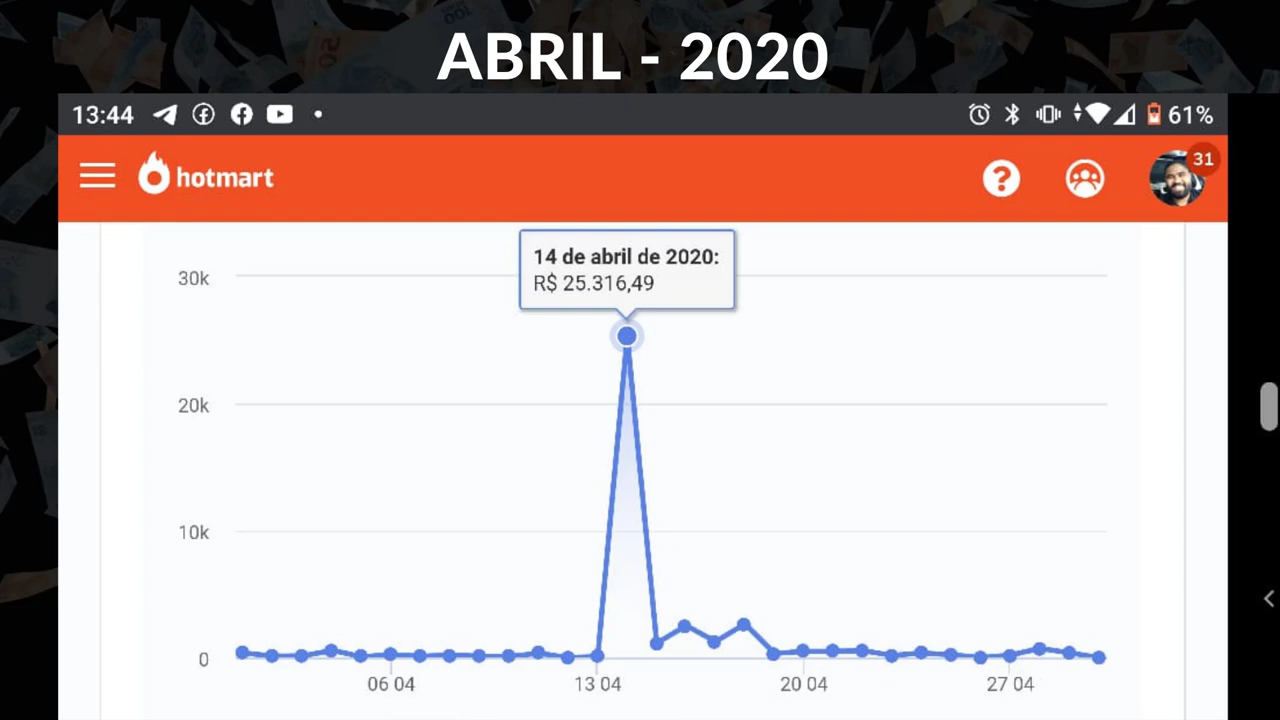 ABRIL - 2020
13:44
61%
hotmart
?
31
14 de abril de 2020:
R$ 25.316,49
30k
20k
10k
0
06 04
13 04
20 04
27 04